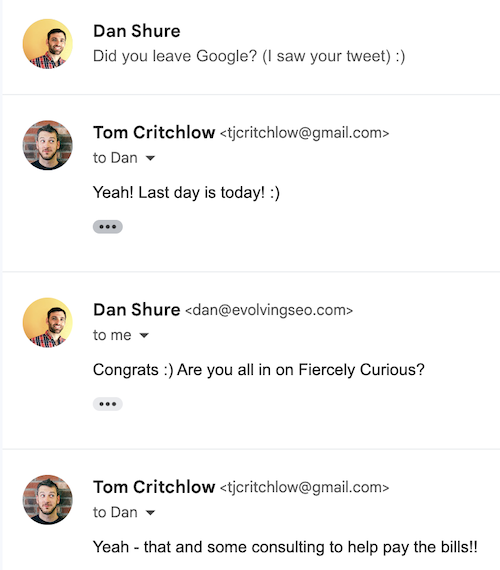 Dan Shure
Did you leave Google? (I saw your tweet) :)
Tom Critchlow <tjcritchlow@gmail.com>
to Dan
Yeah! Last day is today! :)
Dan Shure <dan@evolvingseo.com>
to me
Congrats :) Are you all in on Fiercely Curious?
Tom Critchlow <tjcritchlow@gmail.com>
to Dan
Yeah - that and some consulting to help pay the bills!!